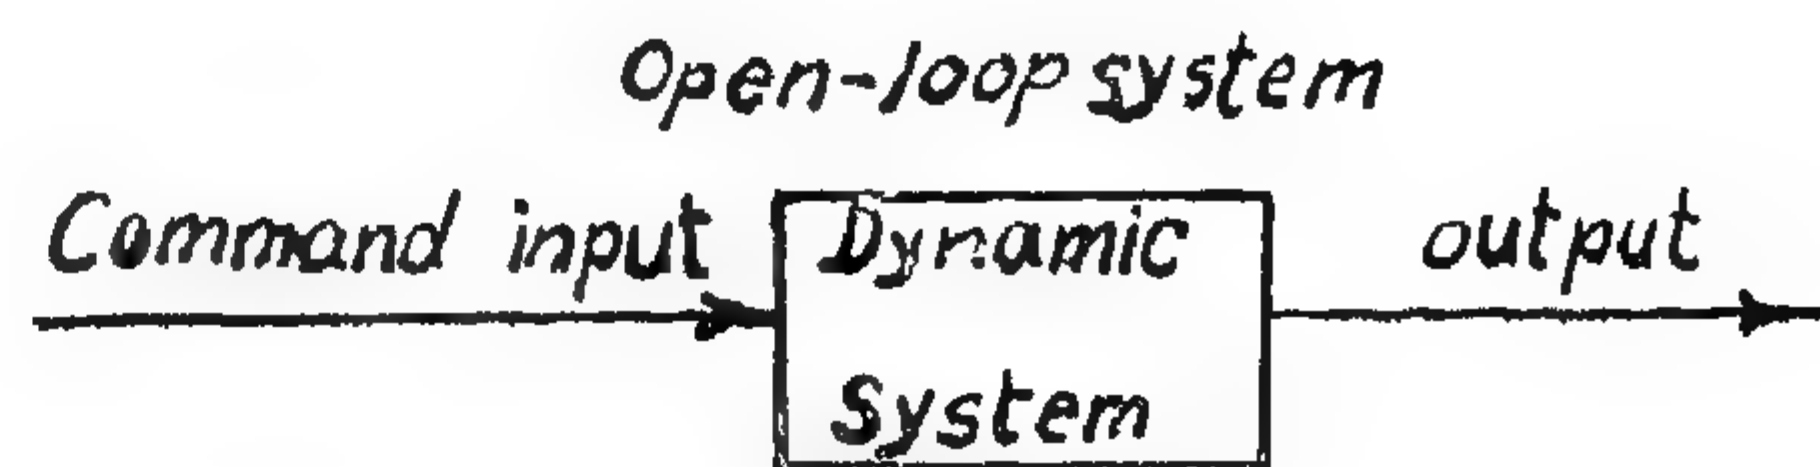 Open-loop system
Command input
Dynamic
System
output